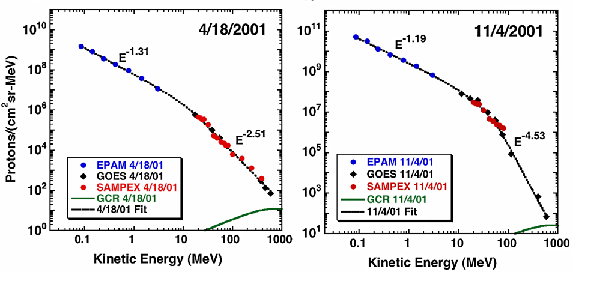 4/18/2001
10^10
10^8
10^6
10^4
10^2
10^0
Protons/(cm^2sr-MeV)
E^-1.31
E^-2.51
EPAM 4/18/01
GOES 4/18/01
SAMPEX 4/18/01
GCR 4/18/01
4/18/01 Fit
0.1 1 10 100 1000
Kinetic Energy (MeV)
11/4/2001
10^11
10^9
10^7
10^5
10^3
10^1
E^-1.19
E^-4.53
EPAM 11/4/01
GOES 11/4/01
SAMPEX 11/4/01
GCR 11/4/01
11/4/01 Fit
0.1 1 10 100 1000
Kinetic Energy (MeV)